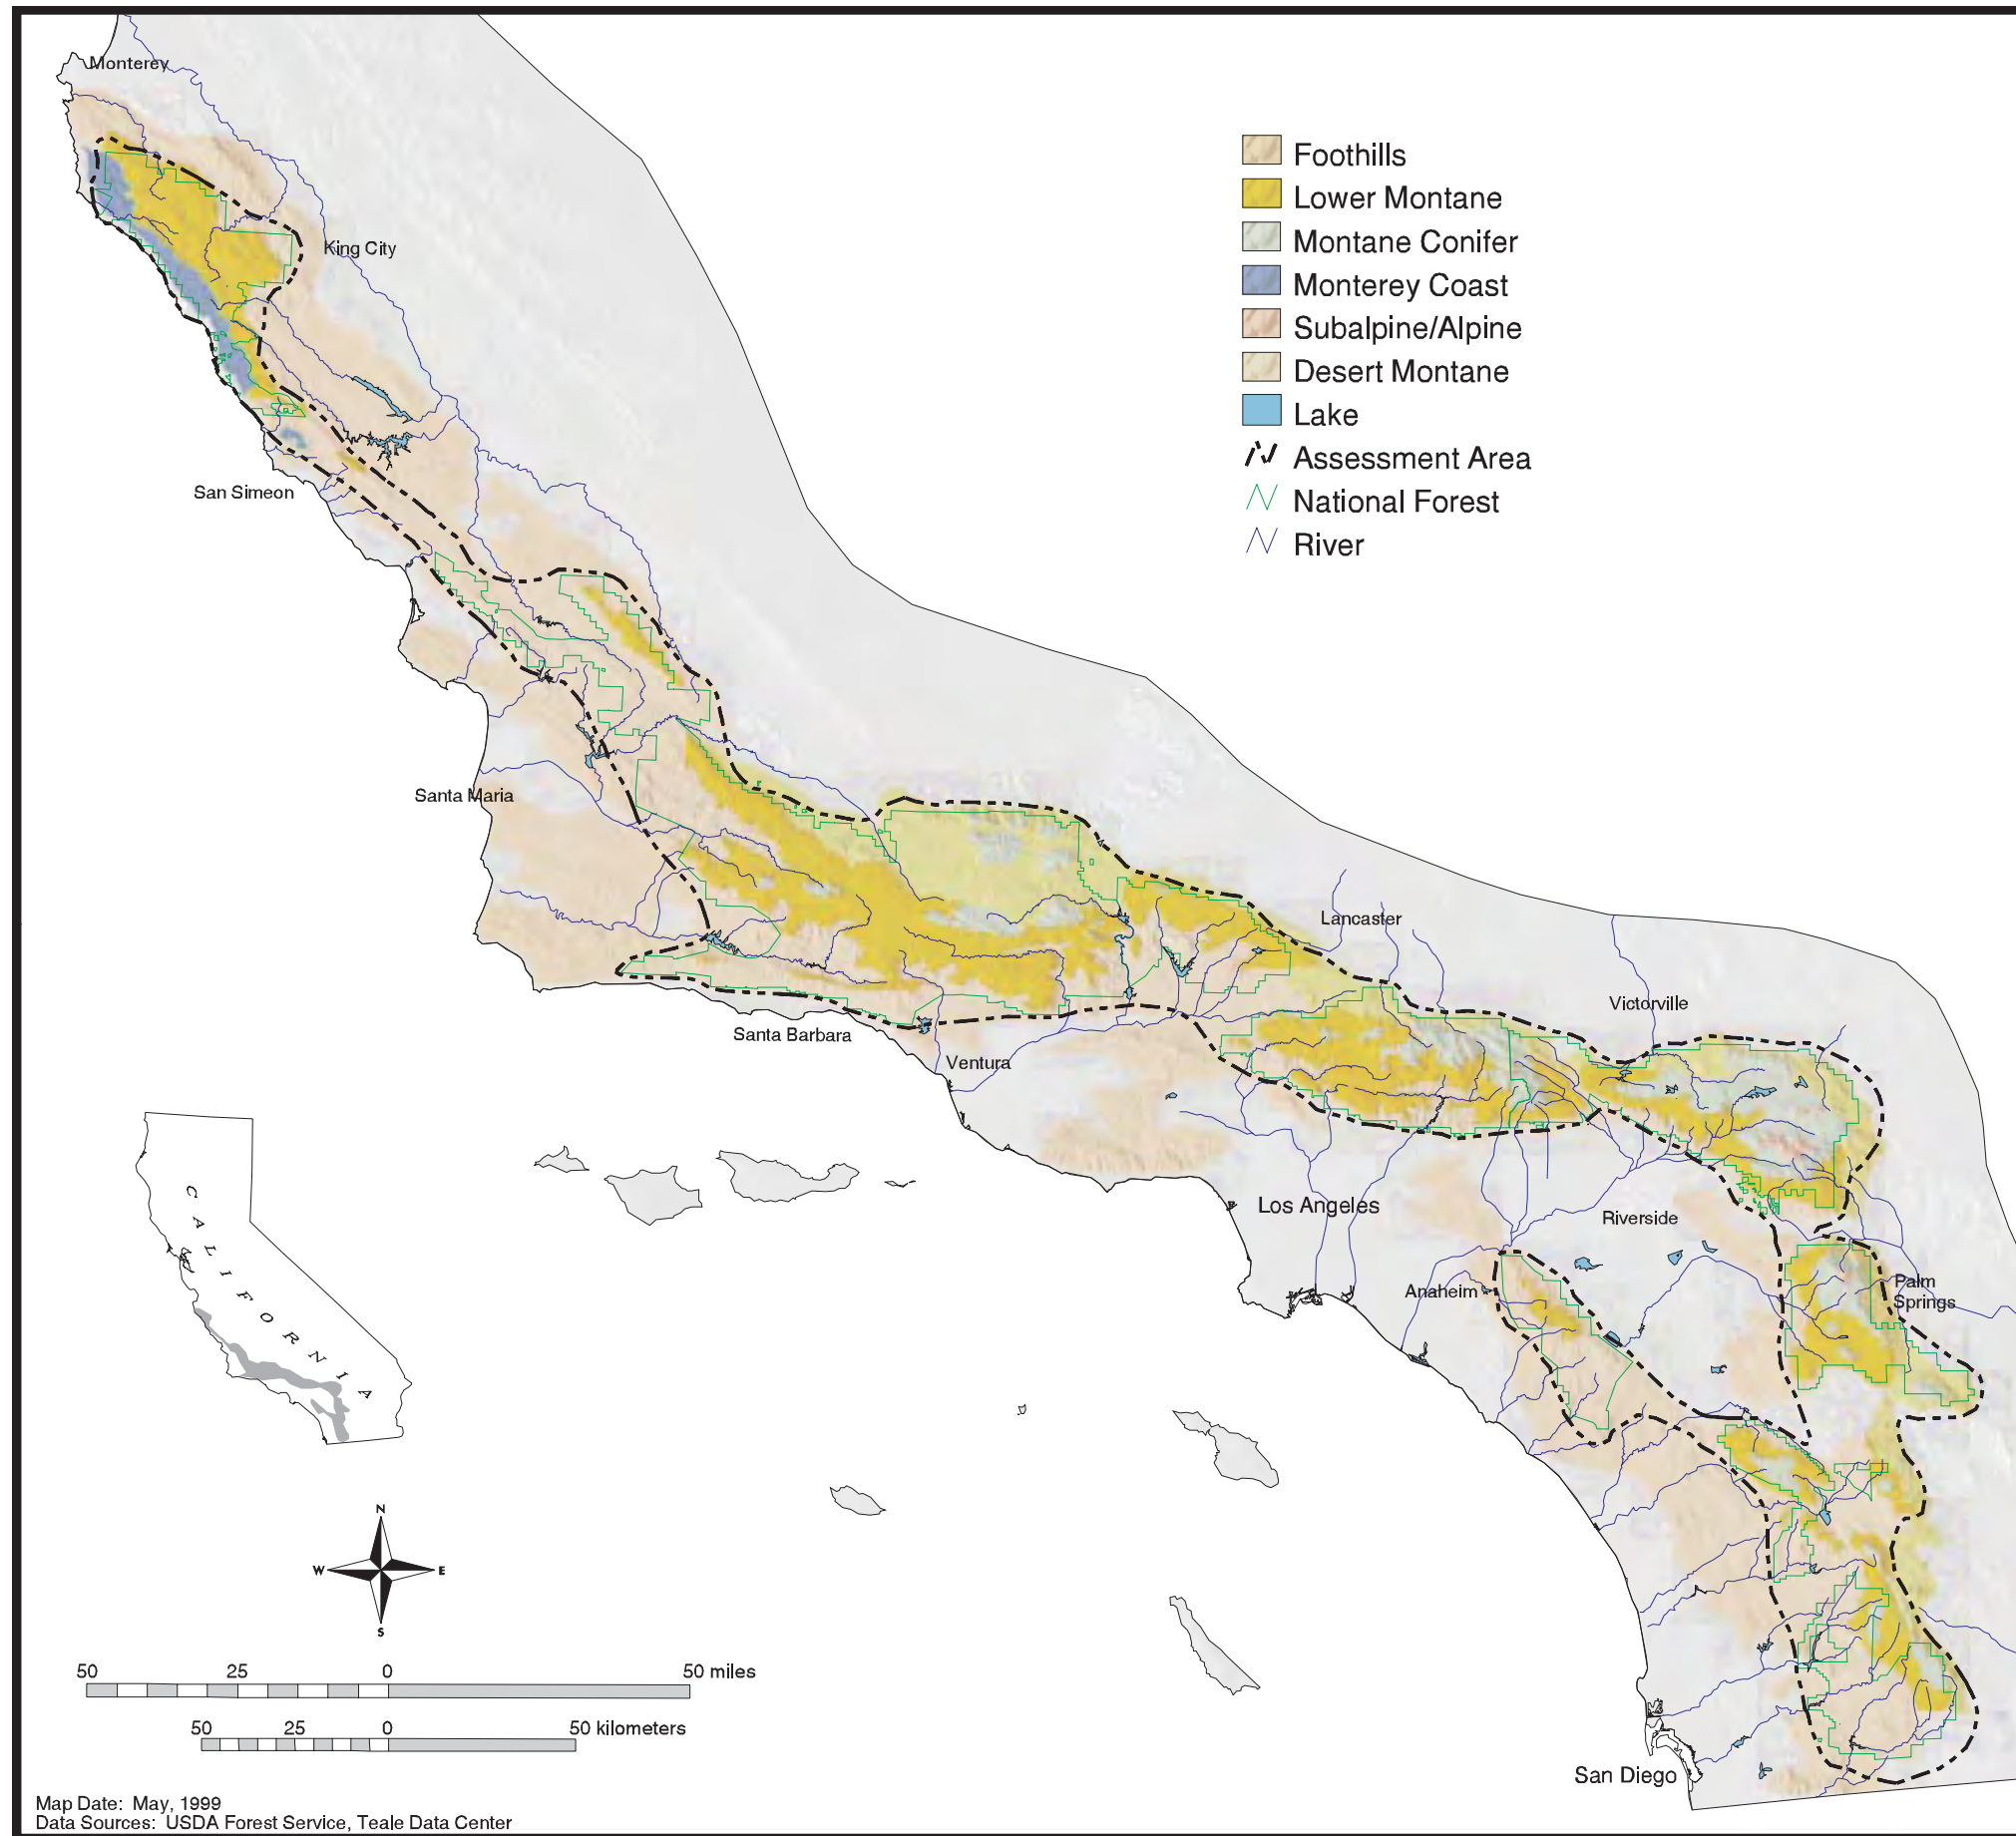 Monterey
King City
San Simeon
Santa Maria
Santa Barbara
Ventura
Lancaster
Victorville
Los Angeles
Riverside
Anaheim
Palm
Springs
San Diego
Foothills
Lower Montane
Montane Conifer
Monterey Coast
Subalpine/Alpine
Desert Montane
Lake
Assessment Area
National Forest
River
CALIFORNIA
N
W E
S
50 25 0 50 miles
50 25 0 50 kilometers
Map Date: May, 1999
Data Sources: USDA Forest Service, Teale Data Center